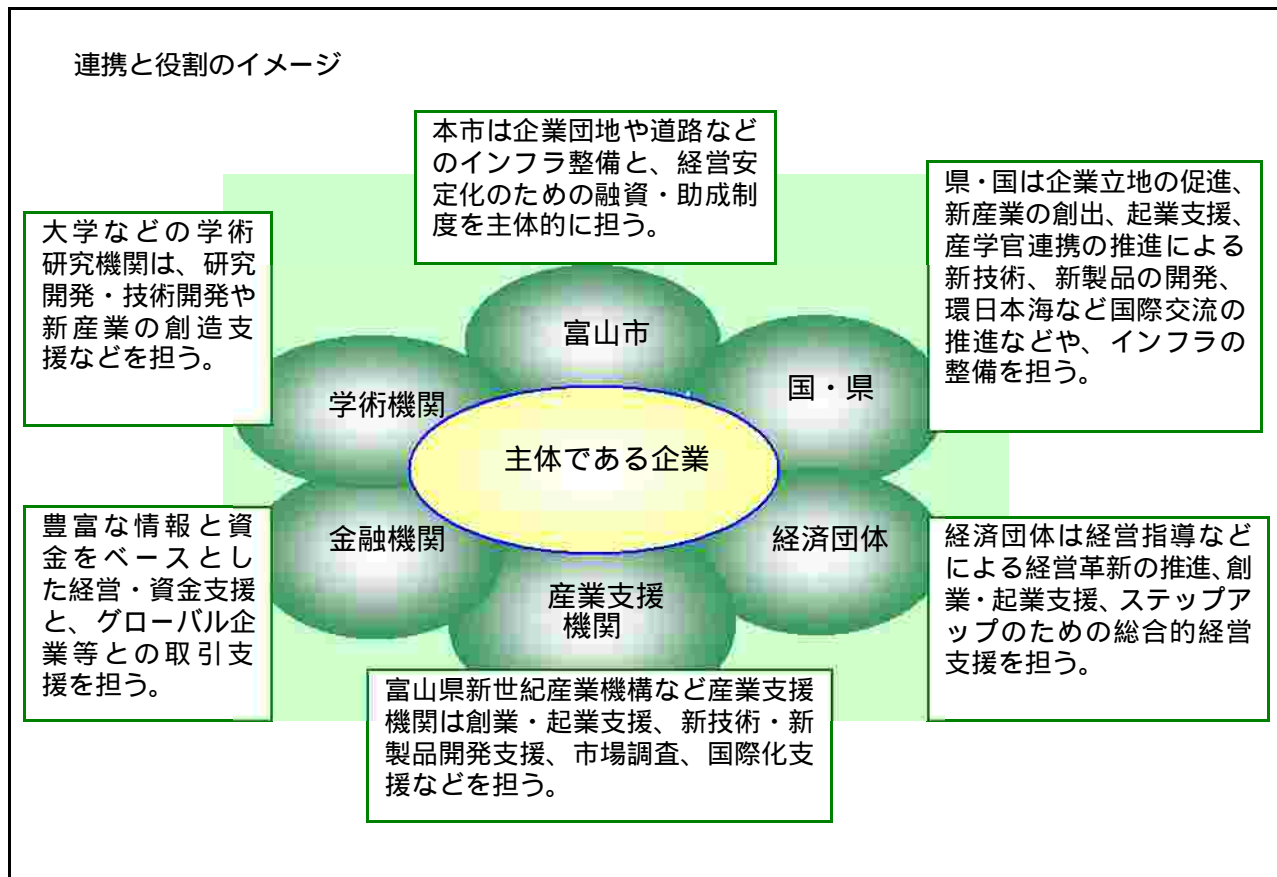 連携と役割のイメージ
本市は企業団地や道路など
のインフラ整備と、経営安
定化のための融資・助成制
度を主体的に担う。
県・国は企業立地の促進、
新産業の創出、起業支援、
産学官連携の推進による
新技術、新製品の開発、
環日本海など国際交流の
推進などや、インフラの
整備を担う。
大学などの学術
研究機関は、研究
開発・技術開発や
新産業の創造支
援などを担う。
富山市
国・県
学術機関
主体である企業
金融機関
経済団体
産業支援
機関
豊富な情報と資
金をベースとし
た経営・資金支援
と、グローバル企
業等との取引支
援を担う。
経済団体は経営指導など
による経営革新の推進、創
業・起業支援、ステップア
ップのための総合的経営
支援を担う。
富山県新世紀産業機構など産業支援
機関は創業・起業支援、新技術・新
製品開発支援、市場調査、国際化支
援などを担う。